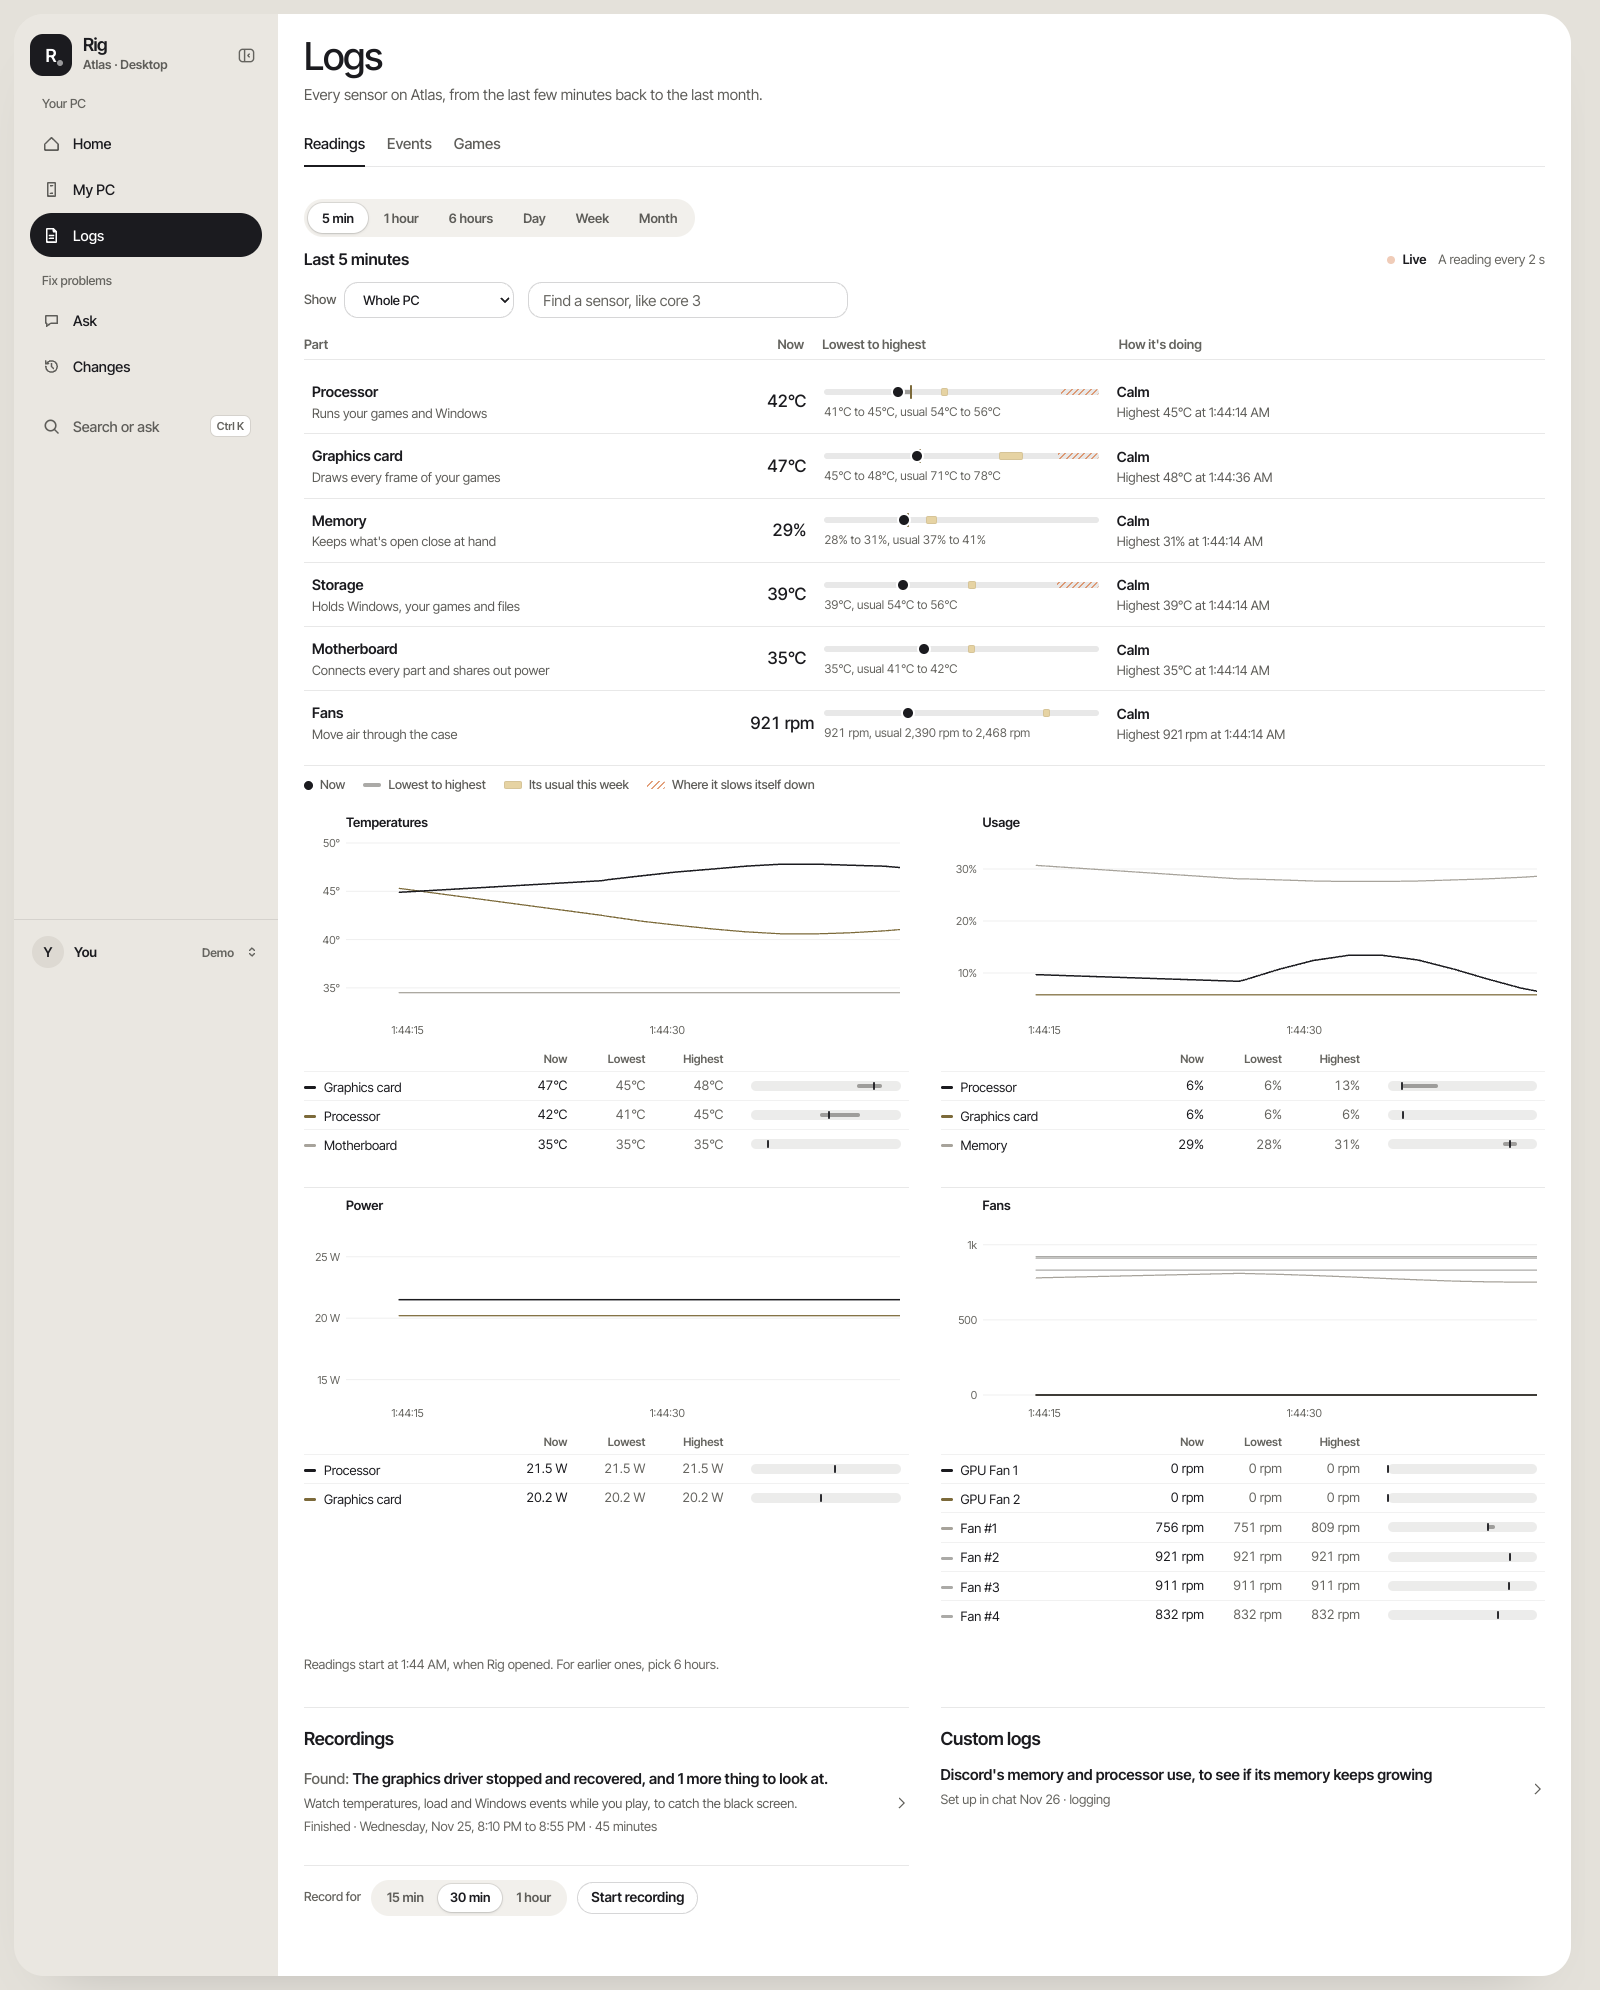 R.
Rig
Atlas · Desktop
Your PC
Home
My PC
Logs
Fix problems
Ask
Changes
Search or ask
Ctrl K
Y
You
Demo
Logs
Every sensor on Atlas, from the last few minutes back to the last month.
Readings Events Games
5 min 1 hour 6 hours Day Week Month
Last 5 minutes
Live A reading every 2 s
Show Whole PC Find a sensor, like core 3
Part Now Lowest to highest How it's doing
Processor
Runs your games and Windows
42°C
41°C to 45°C, usual 54°C to 56°C
Calm
Highest 45°C at 1:44:14 AM
Graphics card
Draws every frame of your games
47°C
45°C to 48°C, usual 71°C to 78°C
Calm
Highest 48°C at 1:44:36 AM
Memory
Keeps what's open close at hand
29%
28% to 31%, usual 37% to 41%
Calm
Highest 31% at 1:44:14 AM
Storage
Holds Windows, your games and files
39°C
39°C, usual 54°C to 56°C
Calm
Highest 39°C at 1:44:14 AM
Motherboard
Connects every part and shares out power
35°C
35°C, usual 41°C to 42°C
Calm
Highest 35°C at 1:44:14 AM
Fans
Move air through the case
921 rpm
921 rpm, usual 2,390 rpm to 2,468 rpm
Calm
Highest 921 rpm at 1:44:14 AM
Now Lowest to highest Its usual this week Where it slows itself down
Temperatures
50°
45°
40°
35°
1:44:15 1:44:30
Now Lowest Highest
Graphics card 47°C 45°C 48°C
Processor 42°C 41°C 45°C
Motherboard 35°C 35°C 35°C
Usage
30%
20%
10%
1:44:15 1:44:30
Now Lowest Highest
Processor 6% 6% 13%
Graphics card 6% 6% 6%
Memory 29% 28% 31%
Power
25 W
20 W
15 W
1:44:15 1:44:30
Now Lowest Highest
Processor 21.5 W 21.5 W 21.5 W
Graphics card 20.2 W 20.2 W 20.2 W
Fans
1k
500
0
1:44:15 1:44:30
Now Lowest Highest
GPU Fan 1 0 rpm 0 rpm 0 rpm
GPU Fan 2 0 rpm 0 rpm 0 rpm
Fan #1 756 rpm 751 rpm 809 rpm
Fan #2 921 rpm 921 rpm 921 rpm
Fan #3 911 rpm 911 rpm 911 rpm
Fan #4 832 rpm 832 rpm 832 rpm
Readings start at 1:44 AM, when Rig opened. For earlier ones, pick 6 hours.
Recordings
Found: The graphics driver stopped and recovered, and 1 more thing to look at.
Watch temperatures, load and Windows events while you play, to catch the black screen.
Finished · Wednesday, Nov 25, 8:10 PM to 8:55 PM · 45 minutes
Record for 15 min 30 min 1 hour Start recording
Custom logs
Discord's memory and processor use, to see if its memory keeps growing
Set up in chat Nov 26 · logging